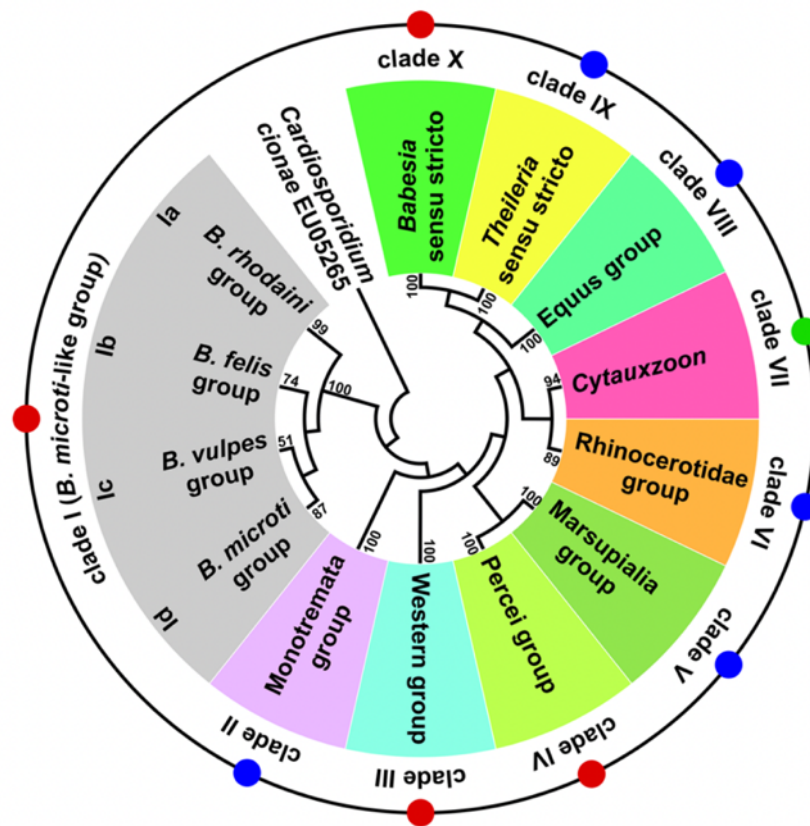 clade X
clade IX
clade VIII
clade VII
clade VI
clade V
clade IV
clade III
clade II
clade I (B. microti-like group)
Ia
Ib
Ic
Id
Cardiosporidium
cionae EU05265
Babesia
sensu stricto
Theileria
sensu stricto
Equus group
Cytauxzoon
Rhinocerotidae
group
Marsupialia
group
Percei group
Western group
Monotremata
group
B. microti
group
B. vulpes
group
B. felis
group
B. rhodaini
group
100
100
100
94
89
100
100
100
100
87
51
74
99
100